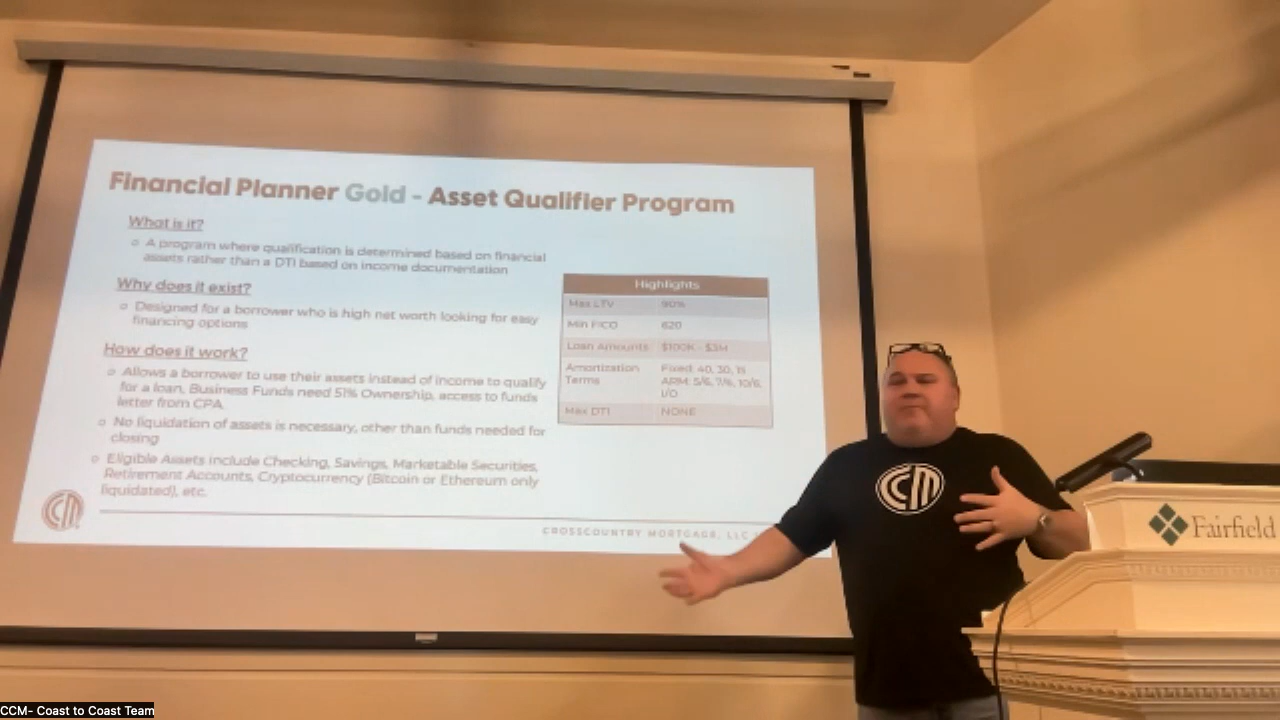 Financial Planner Gold - Asset Qualifier Program
What is it?
○ A program where qualification is determined based on financial
assets rather than a DTI based on income documentation
Why does it exist?
○ Designed for a borrower who is high net worth looking for easy
financing options
How does it work?
○ Allows a borrower to use their assets instead of income to qualify
for a loan, Business Funds need 51% Ownership, access to funds
letter from CPA.
○ No liquidation of assets is necessary, other than funds needed for
closing
○ Eligible Assets include Checking, Savings, Marketable Securities,
Retirement Accounts, Cryptocurrency (Bitcoin or Ethereum only
liquidated), etc.
Highlights
Max LTV 90%
Min FICO 620
Loan Amounts $100K - $3M
Amortization Terms
Fixed: 40, 30, 15
ARM: 5/6, 7/6, 10/6,
I/O
Max DTI NONE
CCM
CROSSCOUNTRY MORTGAGE, LLC
CCM
Fairfield
CCM- Coast to Coast Team